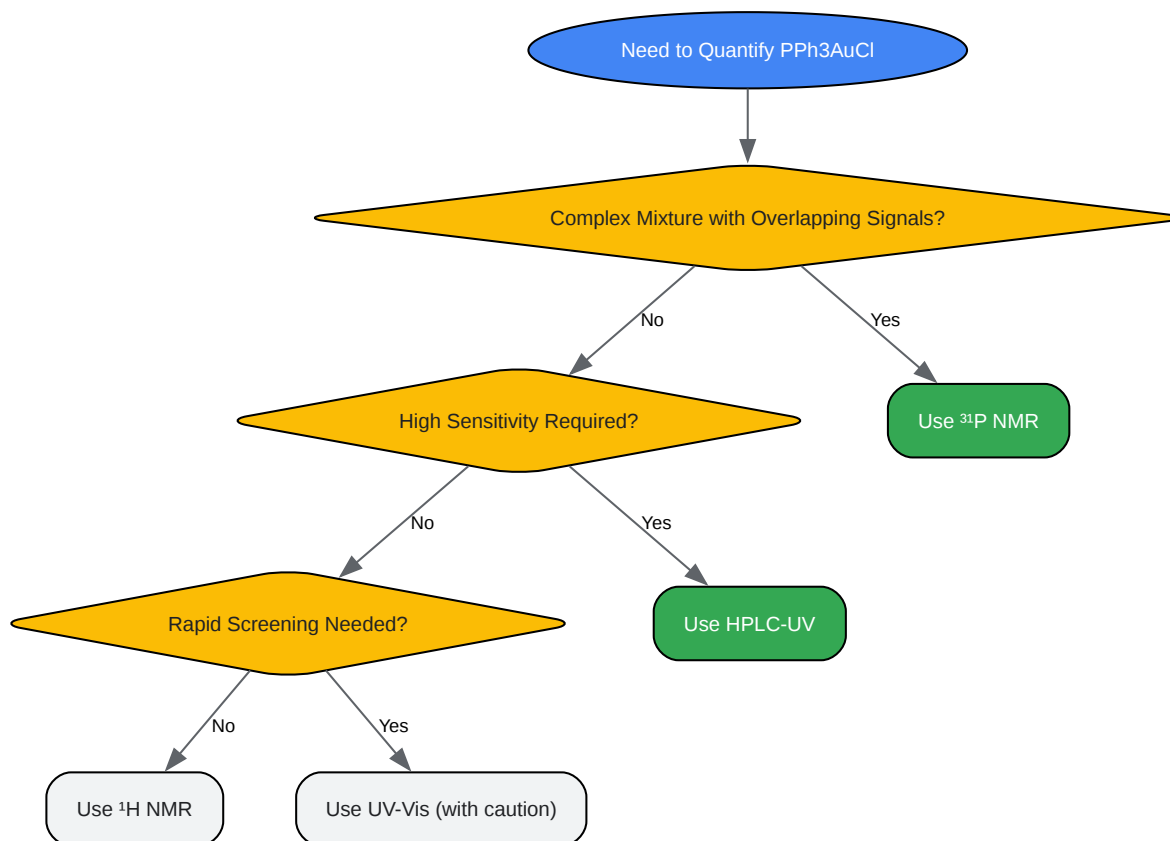 Need to Quantify PPh3AuCl
Complex Mixture with Overlapping Signals?
No
Yes
High Sensitivity Required?
Use ³¹P NMR
No
Yes
Rapid Screening Needed?
Use HPLC-UV
No
Yes
Use ¹H NMR
Use UV-Vis (with caution)